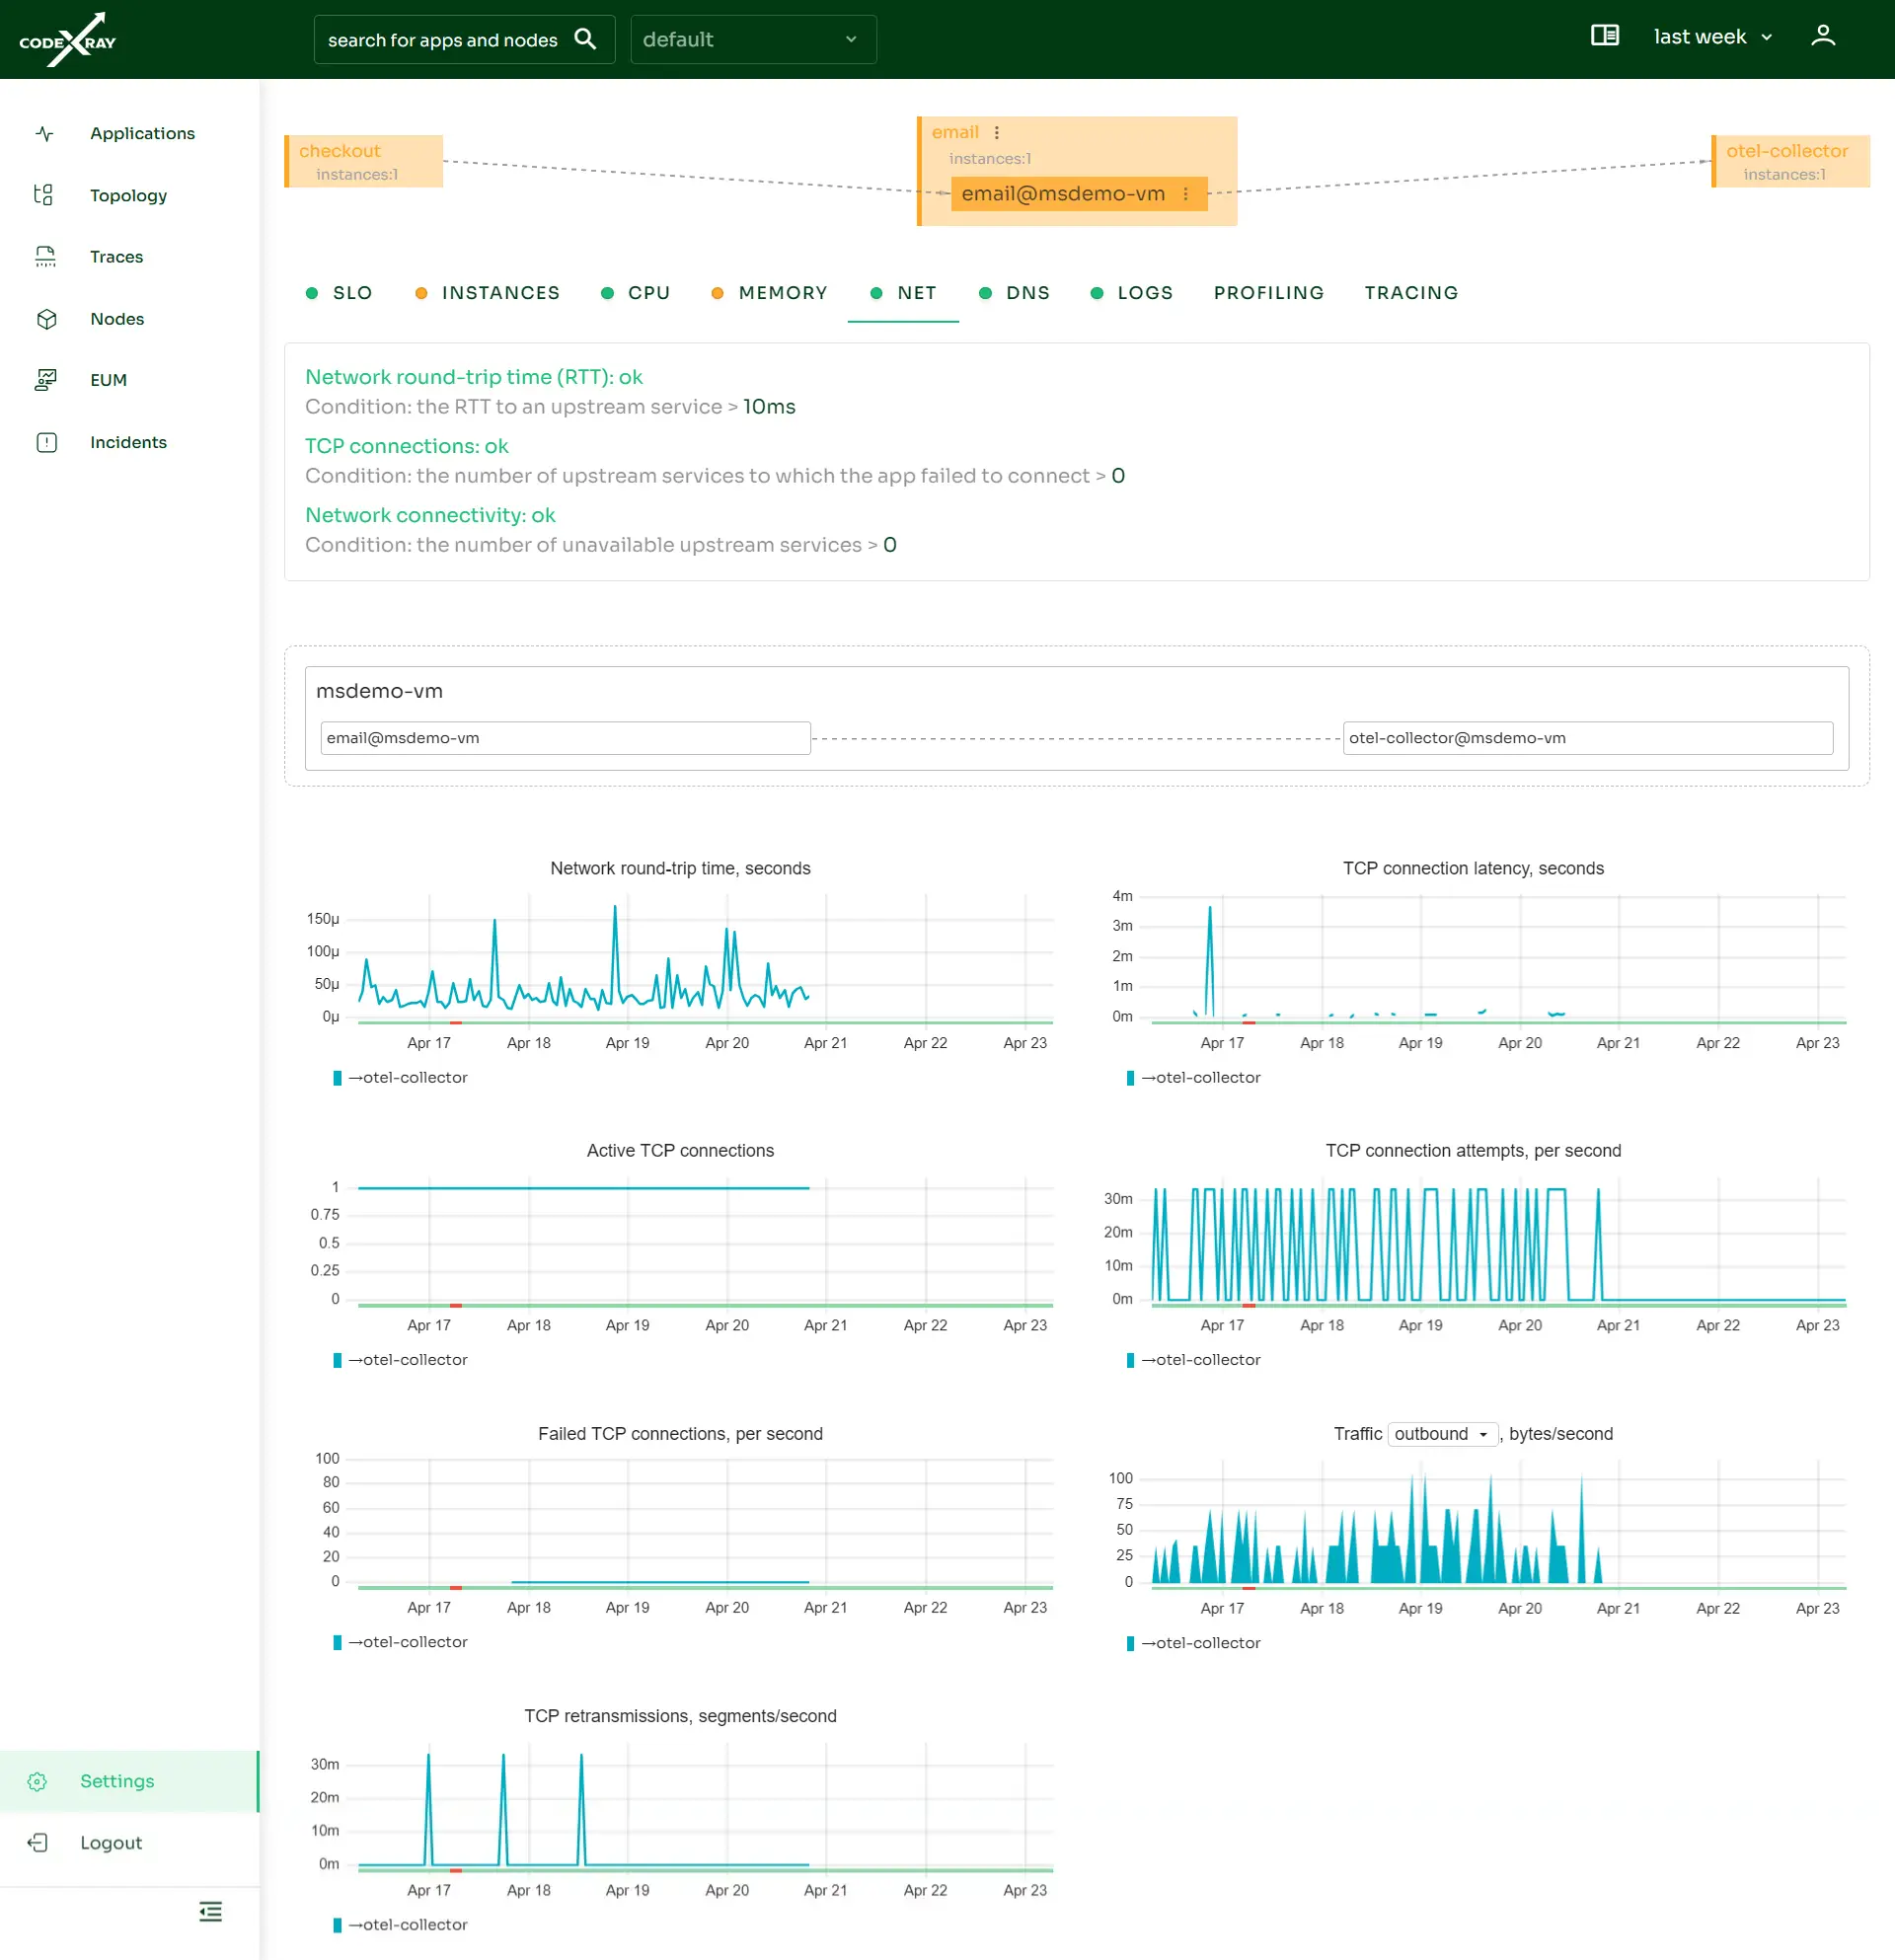 CODEXRAY
search for apps and nodes
default
last week
Applications
Topology
Traces
Nodes
EUM
Incidents
Settings
Logout
checkout
instances:1
email
instances:1
email@msdemo-vm
otel-collector
instances:1
SLO INSTANCES CPU MEMORY NET DNS LOGS PROFILING TRACING
Network round-trip time (RTT): ok
Condition: the RTT to an upstream service > 10ms
TCP connections: ok
Condition: the number of upstream services to which the app failed to connect > 0
Network connectivity: ok
Condition: the number of unavailable upstream services > 0
msdemo-vm
email@msdemo-vm
otel-collector@msdemo-vm
Network round-trip time, seconds
150µ
100µ
50µ
0µ
Apr 17 Apr 18 Apr 19 Apr 20 Apr 21 Apr 22 Apr 23
→otel-collector
TCP connection latency, seconds
4m
3m
2m
1m
0m
Apr 17 Apr 18 Apr 19 Apr 20 Apr 21 Apr 22 Apr 23
→otel-collector
Active TCP connections
1
0.75
0.5
0.25
0
Apr 17 Apr 18 Apr 19 Apr 20 Apr 21 Apr 22 Apr 23
→otel-collector
TCP connection attempts, per second
30m
20m
10m
0m
Apr 17 Apr 18 Apr 19 Apr 20 Apr 21 Apr 22 Apr 23
→otel-collector
Failed TCP connections, per second
100
80
60
40
20
0
Apr 17 Apr 18 Apr 19 Apr 20 Apr 21 Apr 22 Apr 23
→otel-collector
Traffic outbound , bytes/second
100
75
50
25
0
Apr 17 Apr 18 Apr 19 Apr 20 Apr 21 Apr 22 Apr 23
→otel-collector
TCP retransmissions, segments/second
30m
20m
10m
0m
Apr 17 Apr 18 Apr 19 Apr 20 Apr 21 Apr 22 Apr 23
→otel-collector